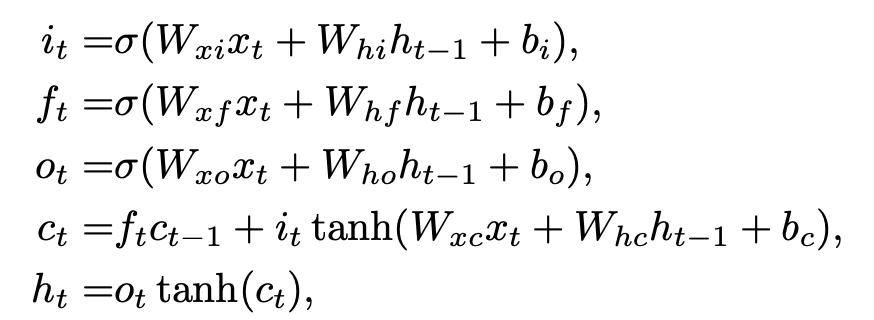 i_t =σ(W_{xi}x_t + W_{hi}h_{t−1} + b_i),
f_t =σ(W_{xf}x_t + W_{hf}h_{t−1} + b_f),
o_t =σ(W_{xo}x_t + W_{ho}h_{t−1} + b_o),
c_t =f_tc_{t−1} + i_t tanh(W_{xc}x_t + W_{hc}h_{t−1} + b_c),
h_t =o_t tanh(c_t),